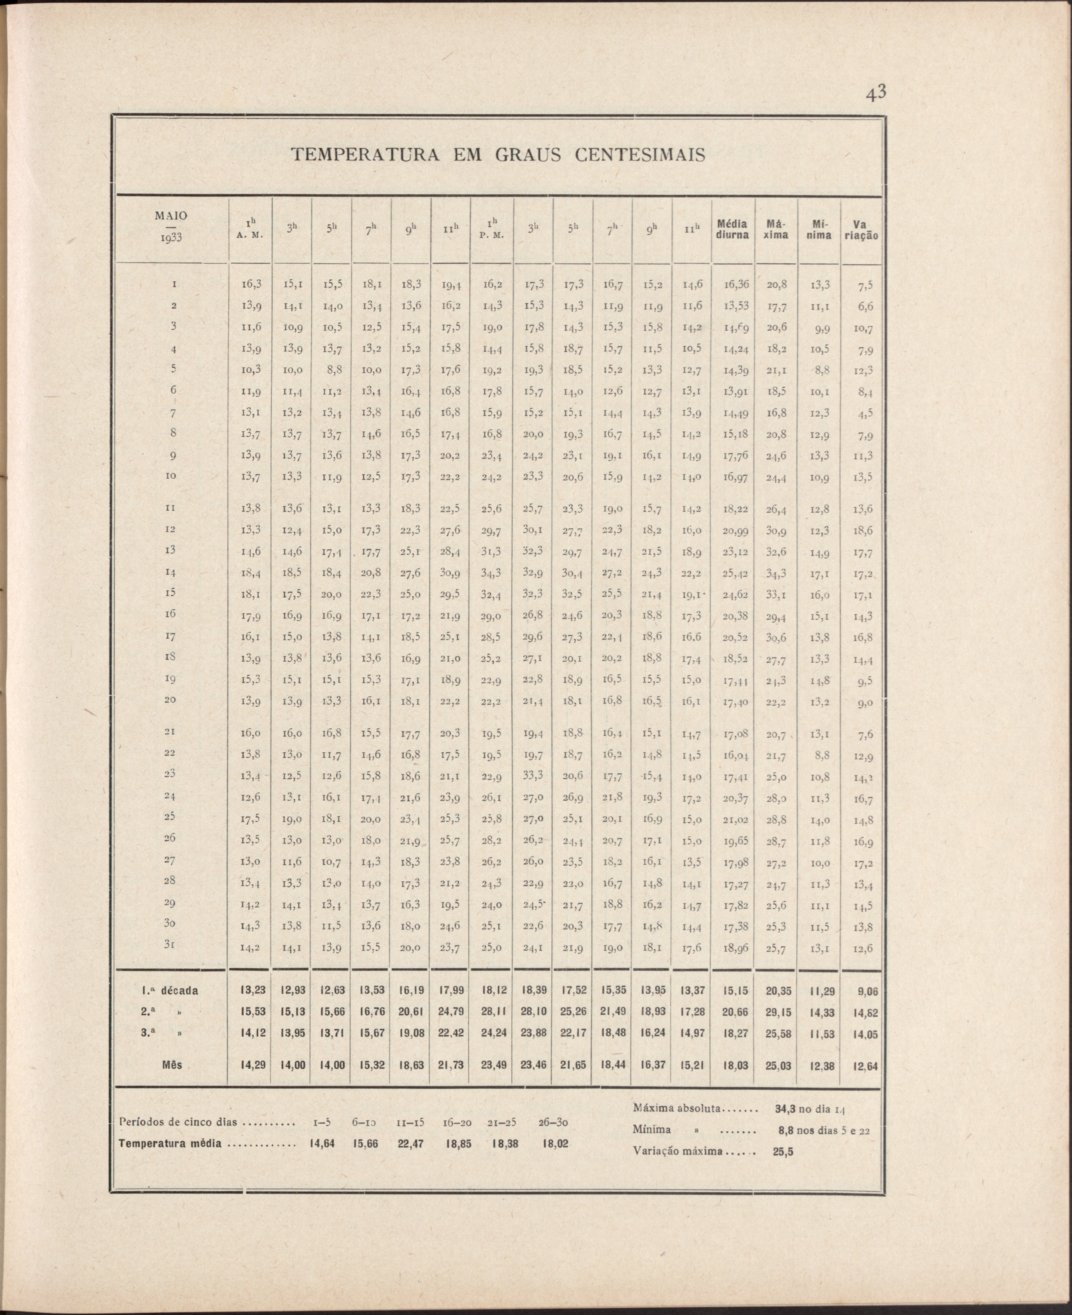 43
TEMPERATURA EM GRAUS CENTESIMAIS
MAIO — 1933 1h A. M. 3h 5h 7h 9h 11h 1h P. M. 3h 5h 7h 9h 11h Média diurna Má-xima Mí-nima Va riação
1 16,3 15,1 15,5 18,1 18,3 19,4 16,2 17,3 17,3 16,7 15,2 14,6 16,36 20,8 13,3 7,5
2 13,9 14,1 14,0 13,4 13,6 16,2 14,3 15,3 14,3 11,9 11,9 11,6 13,53 17,7 11,1 6,6
3 11,6 10,9 10,5 12,5 15,4 17,5 19,0 17,8 14,3 15,3 15,8 14,2 14,69 20,6 9,9 10,7
4 13,9 13,9 13,7 13,2 15,2 15,8 14,4 15,8 18,7 15,7 11,5 10,5 14,24 18,2 10,5 7,9
5 10,3 10,0 8,8 10,0 17,3 17,6 19,2 19,3 18,5 15,2 13,3 12,7 14,39 21,1 8,8 12,3
6 11,9 11,4 11,2 13,4 16,4 16,8 17,8 15,7 14,0 12,6 12,7 13,1 13,91 18,5 10,1 8,4
7 13,1 13,2 13,4 13,8 14,6 16,8 15,9 15,2 15,1 14,4 14,3 13,9 14,49 16,8 12,3 4,5
8 13,7 13,7 13,7 14,6 16,5 17,4 16,8 20,0 19,3 16,7 14,5 14,2 15,18 20,8 12,9 7,9
9 13,9 13,7 13,6 13,8 17,3 20,2 23,4 24,2 23,1 19,1 16,1 14,9 17,76 24,6 13,3 11,3
10 13,7 13,3 11,9 12,5 17,3 22,2 24,2 23,3 20,6 15,9 14,2 14,0 16,97 24,4 10,9 13,5
11 13,8 13,6 13,1 13,3 18,3 22,5 25,6 25,7 23,3 19,0 15,7 14,2 18,22 26,4 12,8 13,6
12 13,3 12,4 15,0 17,3 22,3 27,6 29,7 30,1 27,7 22,3 18,2 16,0 20,99 30,9 12,3 18,6
13 14,6 14,6 17,4 17,7 25,1 28,4 31,3 32,3 29,7 24,7 21,5 18,9 23,12 32,6 14,9 17,7
14 18,4 18,5 18,4 20,8 27,6 30,9 34,3 32,9 30,4 27,2 24,3 22,2 25,42 34,3 17,1 17,2
15 18,1 17,5 20,0 22,3 25,0 29,5 32,4 32,3 32,5 25,5 21,4 19,1 24,62 33,1 16,0 17,1
16 17,9 16,9 16,9 17,1 17,2 21,9 29,0 26,8 24,6 20,3 18,8 17,3 20,38 29,4 15,1 14,3
17 16,1 15,0 13,8 14,1 18,5 25,1 28,5 29,6 27,3 22,4 18,6 16,6 20,52 30,6 13,8 16,8
18 13,9 13,8 13,6 13,6 16,9 21,0 25,2 27,1 20,1 20,2 18,8 17,4 18,52 27,7 13,3 14,4
19 15,3 15,1 15,1 15,3 17,1 18,9 22,9 22,8 18,9 16,5 15,5 15,0 17,44 24,3 14,8 9,5
20 13,9 13,9 13,3 16,1 18,1 22,2 22,2 21,4 18,1 16,8 16,5 16,1 17,40 22,2 13,2 9,0
21 16,0 16,0 16,8 15,5 17,7 20,3 19,5 19,4 18,8 16,4 15,1 14,7 17,08 20,7 13,1 7,6
22 13,8 13,0 11,7 14,6 16,8 17,5 19,5 19,7 18,7 16,2 14,8 14,5 16,04 21,7 8,8 12,9
23 13,4 12,5 12,6 15,8 18,6 21,1 22,9 33,3 20,6 17,7 15,4 14,0 17,41 25,0 10,8 14,2
24 12,6 13,1 16,1 17,4 21,6 23,9 26,1 27,0 26,9 21,8 19,3 17,2 20,37 28,0 11,3 16,7
25 17,5 19,0 18,1 20,0 23,4 25,3 25,8 27,0 25,1 20,1 16,9 15,0 21,02 28,8 14,0 14,8
26 13,5 13,0 13,0 18,0 21,9 25,7 28,2 26,2 24,4 20,7 17,1 15,0 19,65 28,7 11,8 16,9
27 13,0 11,6 10,7 14,3 18,3 23,8 26,2 26,0 23,5 18,2 16,1 13,5 17,98 27,2 10,0 17,2
28 13,4 13,3 13,0 14,0 17,3 21,2 24,3 22,9 22,0 16,7 14,8 14,1 17,27 24,7 11,3 13,4
29 14,2 14,1 13,4 13,7 16,3 19,5 24,0 24,5 21,7 18,8 16,2 14,7 17,82 25,6 11,1 14,5
30 14,3 13,8 11,5 13,6 18,0 24,6 25,1 22,6 20,3 17,7 14,8 14,4 17,38 25,3 11,5 13,8
31 14,2 14,1 13,9 15,5 20,0 23,7 25,0 24,1 21,9 19,0 18,1 17,6 18,96 25,7 13,1 12,6
1.ª década 13,23 12,93 12,63 13,53 16,19 17,99 18,12 18,39 17,52 15,35 13,95 13,37 15,15 20,35 11,29 9,06
2.ª » 15,53 15,13 15,66 16,76 20,61 24,79 28,11 28,10 25,26 21,49 18,93 17,28 20,66 29,15 14,33 14,82
3.ª » 14,12 13,95 13,71 15,67 19,08 22,42 24,24 23,88 22,17 18,48 16,24 14,97 18,27 25,58 11,53 14,05
Mês 14,29 14,00 14,00 15,32 18,63 21,73 23,49 23,46 21,65 18,44 16,37 15,21 18,03 25,03 12,38 12,64
Períodos de cinco dias .......... 1—5 6—10 11—15 16—20 21—25 26—30
Temperatura média ............. 14,64 15,66 22,47 18,85 18,38 18,02
Máxima absoluta....... 34,3 no dia 14
Mínima » ....... 8,8 nos dias 5 e 22
Variação máxima...... 25,5